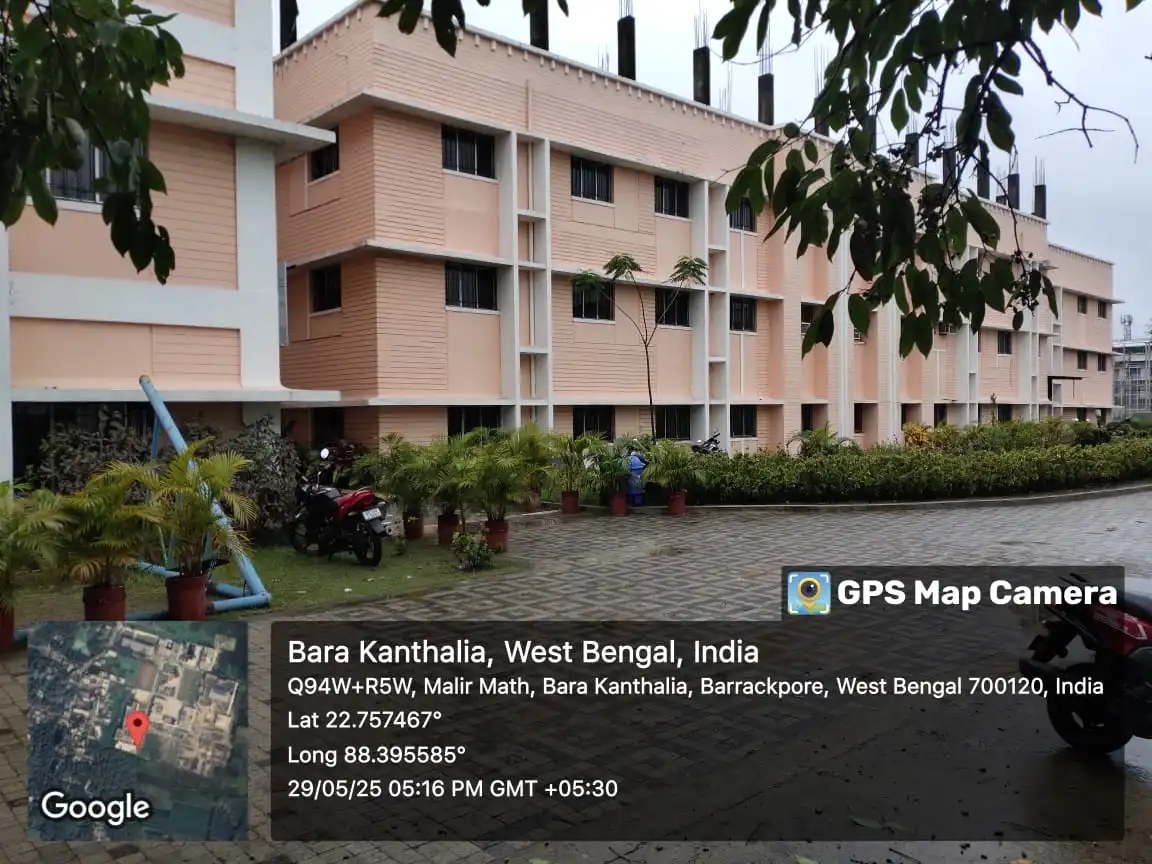 GPS Map Camera
Bara Kanthalia, West Bengal, India
Q94W+R5W, Malir Math, Bara Kanthalia, Barrackpore, West Bengal 700120, India
Lat 22.757467°
Long 88.395585°
29/05/25 05:16 PM GMT +05:30
Google